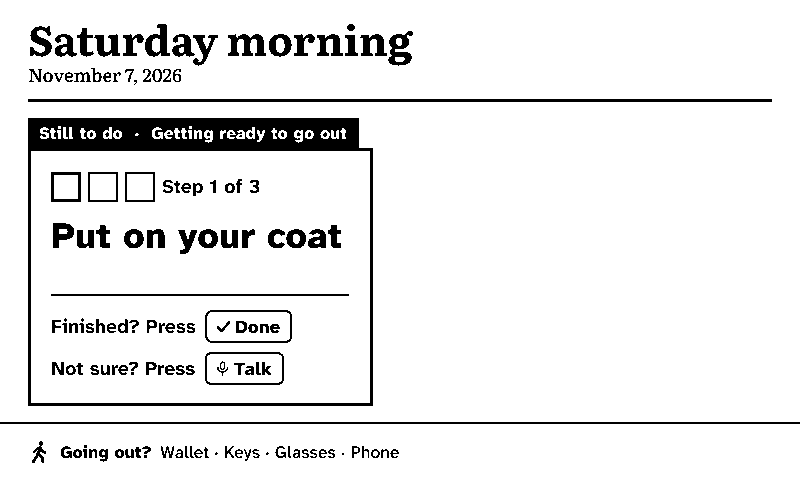 Saturday morning
November 7, 2026
Still to do · Getting ready to go out
Step 1 of 3
Put on your coat
Finished? Press Done
Not sure? Press Talk
Going out? Wallet · Keys · Glasses · Phone